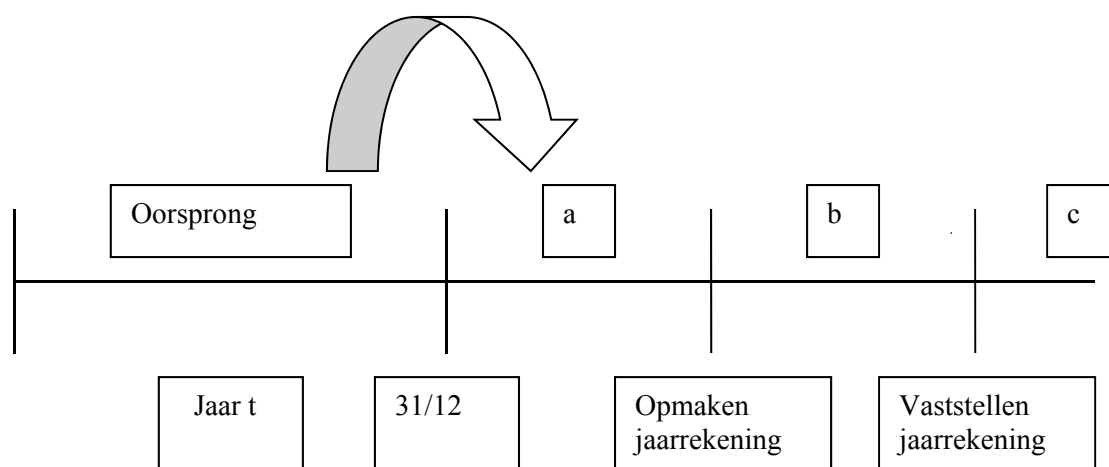 Oorsprong
a
b
c
Jaar t
31/12
Opmaken
jaarrekening
Vaststellen
jaarrekening